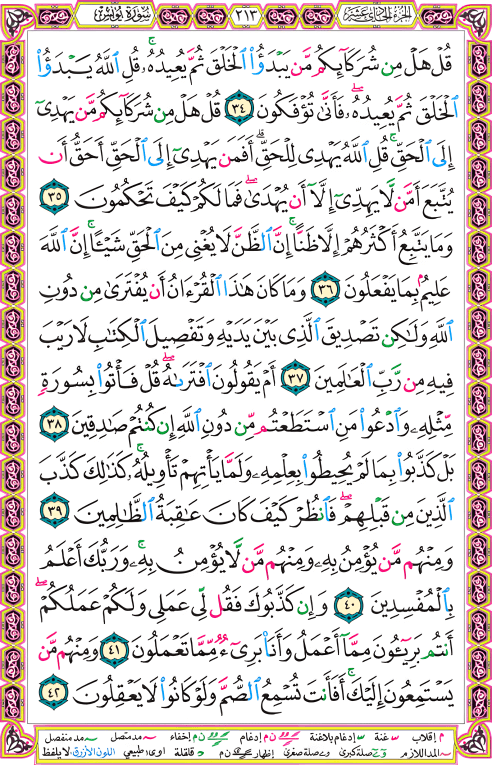 الجزء الحادي عشر ٢١٣ سورة يونس
قُلْ هَلْ مِن شُرَكَآئِكُم مَّن يَبْدَؤُاْ ٱلْخَلْقَ ثُمَّ يُعِيدُهُۥۚ قُلِ ٱللَّهُ يَبْدَؤُاْ
ٱلْخَلْقَ ثُمَّ يُعِيدُهُۥۖ فَأَنَّىٰ تُؤْفَكُونَ ٣٤ قُلْ هَلْ مِن شُرَكَآئِكُم مَّن يَهْدِىٓ
إِلَى ٱلْحَقِّۚ قُلِ ٱللَّهُ يَهْدِى لِلْحَقِّۗ أَفَمَن يَهْدِىٓ إِلَى ٱلْحَقِّ أَحَقُّ أَن
يُتَّبَعَ أَمَّن لَّا يَهِدِّىٓ إِلَّآ أَن يُهْدَىٰۖ فَمَا لَكُمْ كَيْفَ تَحْكُمُونَ ٣٥
وَمَا يَتَّبِعُ أَكْثَرُهُمْ إِلَّا ظَنًّاۚ إِنَّ ٱلظَّنَّ لَا يُغْنِى مِنَ ٱلْحَقِّ شَيْـًٔاۚ إِنَّ ٱللَّهَ
عَلِيمٌۢ بِمَا يَفْعَلُونَ ٣٦ وَمَا كَانَ هَٰذَا ٱلْقُرْءَانُ أَن يُفْتَرَىٰ مِن دُونِ
ٱللَّهِ وَلَٰكِن تَصْدِيقَ ٱلَّذِى بَيْنَ يَدَيْهِ وَتَفْصِيلَ ٱلْكِتَٰبِ لَا رَيْبَ
فِيهِ مِن رَّبِّ ٱلْعَٰلَمِينَ ٣٧ أَمْ يَقُولُونَ ٱفْتَرَىٰهُۖ قُلْ فَأْتُواْ بِسُورَةٍ
مِّثْلِهِۦ وَٱدْعُواْ مَنِ ٱسْتَطَعْتُم مِّن دُونِ ٱللَّهِ إِن كُنتُمْ صَٰدِقِينَ ٣٨
بَلْ كَذَّبُواْ بِمَا لَمْ يُحِيطُواْ بِعِلْمِهِۦ وَلَمَّا يَأْتِهِمْ تَأْوِيلُهُۥۚ كَذَٰلِكَ كَذَّبَ
ٱلَّذِينَ مِن قَبْلِهِمْۖ فَٱنظُرْ كَيْفَ كَانَ عَٰقِبَةُ ٱلظَّٰلِمِينَ ٣٩
وَمِنْهُم مَّن يُؤْمِنُ بِهِۦ وَمِنْهُم مَّن لَّا يُؤْمِنُ بِهِۦۚ وَرَبُّكَ أَعْلَمُ
بِٱلْمُفْسِدِينَ ٤٠ وَإِن كَذَّبُوكَ فَقُل لِّى عَمَلِى وَلَكُمْ عَمَلُكُمْۖ
أَنتُم بَرِيٓـُٔونَ مِمَّآ أَعْمَلُ وَأَنَا۠ بَرِىٓءٌ مِّمَّا تَعْمَلُونَ ٤١ وَمِنْهُم مَّن
يَسْتَمِعُونَ إِلَيْكَۚ أَفَأَنتَ تُسْمِعُ ٱلصُّمَّ وَلَوْ كَانُواْ لَا يَعْقِلُونَ ٤٢
م إقلاب غنة إدغام بلاغنة ن م إدغام ن م إخفاء مد متصل مد منفصل
المد اللازم صلة كبرى صلة صغرى إظهار ن م قلقلة ا و ى: طبيعي اللون الأزرق: لا يلفظ